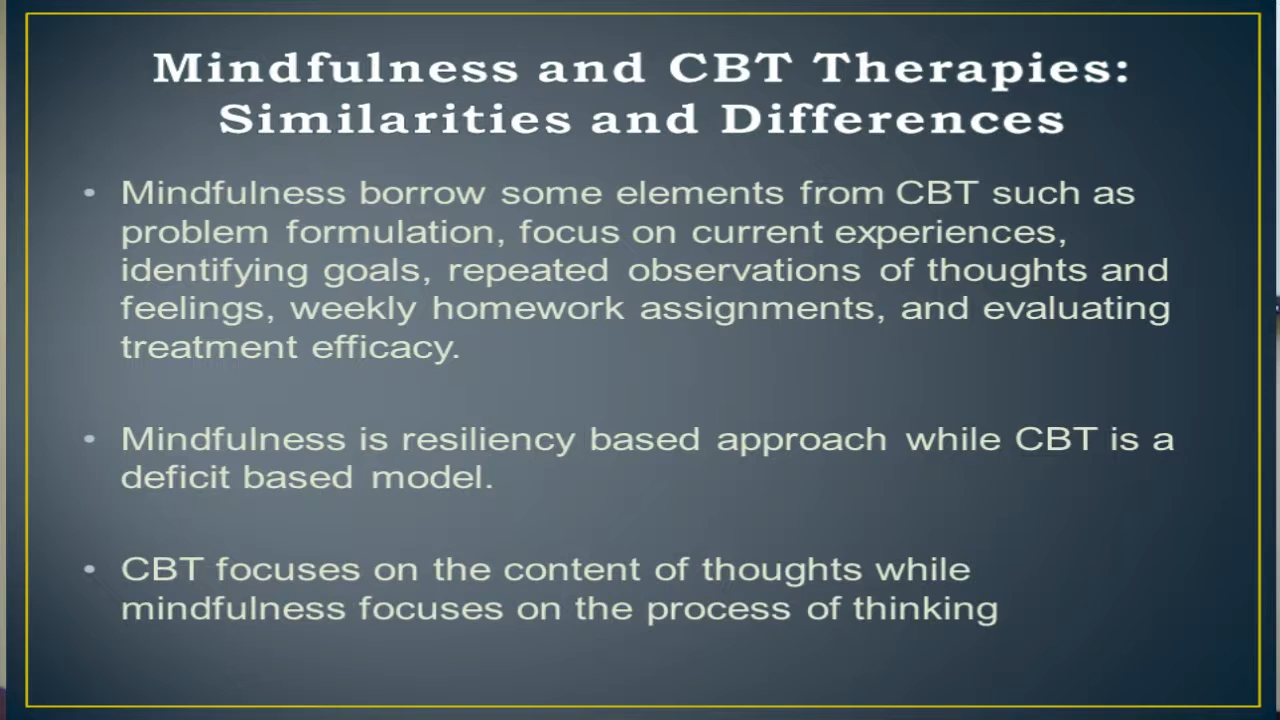 Mindfulness and CBT Therapies:
Similarities and Differences
• Mindfulness borrow some elements from CBT such as
problem formulation, focus on current experiences,
identifying goals, repeated observations of thoughts and
feelings, weekly homework assignments, and evaluating
treatment efficacy.
• Mindfulness is resiliency based approach while CBT is a
deficit based model.
• CBT focuses on the content of thoughts while
mindfulness focuses on the process of thinking